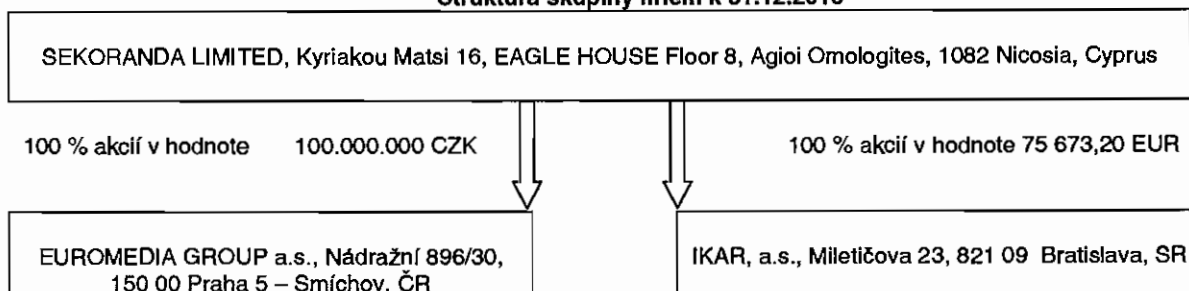 SEKORANDA LIMITED, Kyriakou Matsi 16, EAGLE HOUSE Floor 8, Agioi Omologites, 1082 Nicosia, Cyprus
100 % akcií v hodnote 100.000.000 CZK
100 % akcií v hodnote 75 673,20 EUR
EUROMEDIA GROUP a.s., Nádražní 896/30,
150 00 Praha 5 – Smíchov, ČR
IKAR, a.s., Miletičova 23, 821 09 Bratislava, SR